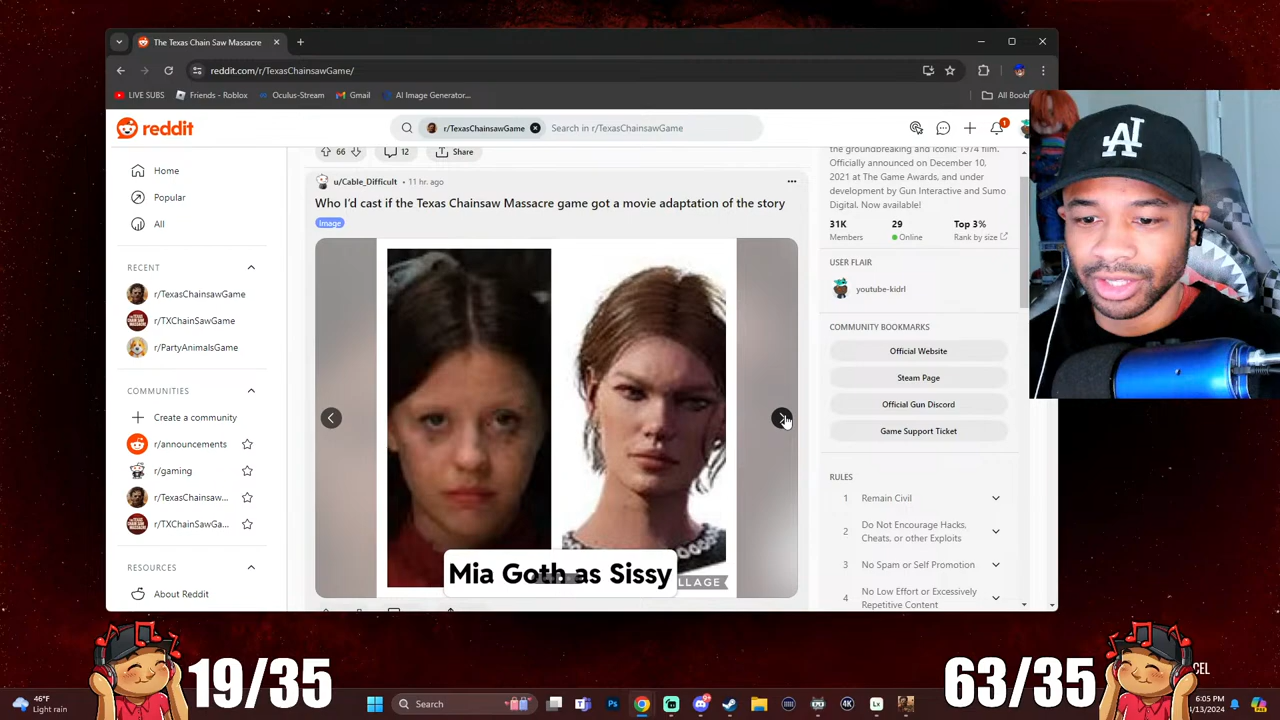 The Texas Chain Saw Massacre
reddit.com/r/TexasChainsawGame/
LIVE SUBS
Friends - Roblox
Oculus-Stream
Gmail
AI Image Generator...
All Book
reddit
r/TexasChainsawGame
Search in r/TexasChainsawGame
1
AI
Home
Popular
All
RECENT
r/TexasChainsawGame
r/TXChainSawGame
r/PartyAnimalsGame
COMMUNITIES
Create a community
r/announcements
r/gaming
r/TexasChainsaw...
r/TXChainSawGa...
RESOURCES
About Reddit
66
12
Share
u/Cable_Difficult • 11 hr. ago
Who I'd cast if the Texas Chainsaw Massacre game got a movie adaptation of the story
Image
Mia Goth as Sissy
LLAGE
the groundbreaking and iconic 1974 film.
Officially announced on December 10,
2021 at The Game Awards, and under
development by Gun Interactive and Sumo
Digital. Now available!
31K
29
Top 3%
Members
Online
Rank by size
USER FLAIR
youtube-kidrl
COMMUNITY BOOKMARKS
Official Website
Steam Page
Official Gun Discord
Game Support Ticket
RULES
1 Remain Civil
2 Do Not Encourage Hacks,
Cheats, or other Exploits
3 No Spam or Self Promotion
4 No Low Effort or Excessively
Repetitive Content
19/35
63/35
CEL
46°F
Light rain
Search
4K
Lx
6:05 PM
/13/2024